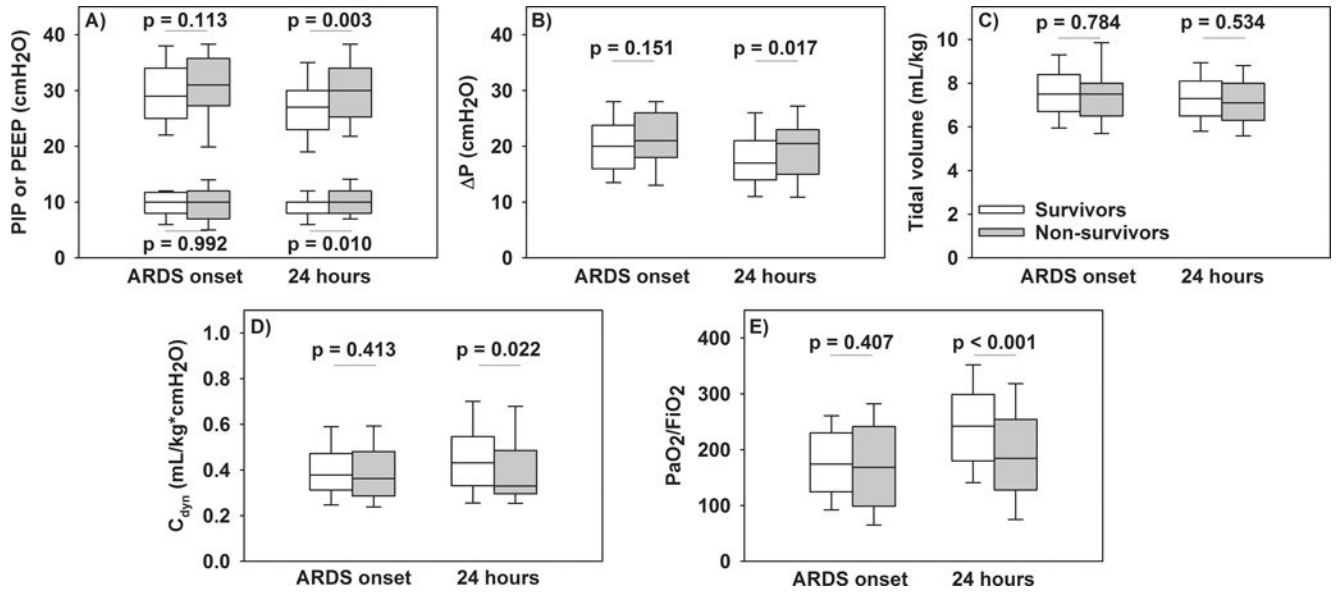 A)
p = 0.113
p = 0.003
PIP or PEEP (cmH2O)
40
30
20
10
0
p = 0.992
p = 0.010
ARDS onset
24 hours
B)
p = 0.151
p = 0.017
ΔP (cmH2O)
40
30
20
10
0
ARDS onset
24 hours
C)
p = 0.784
p = 0.534
Tidal volume (mL/kg)
10
8
6
4
2
0
Survivors
Non-survivors
ARDS onset
24 hours
D)
p = 0.413
p = 0.022
Cdyn (mL/kg*cmH2O)
1.0
0.8
0.6
0.4
0.2
0.0
ARDS onset
24 hours
E)
p = 0.407
p < 0.001
PaO2/FiO2
400
300
200
100
0
ARDS onset
24 hours